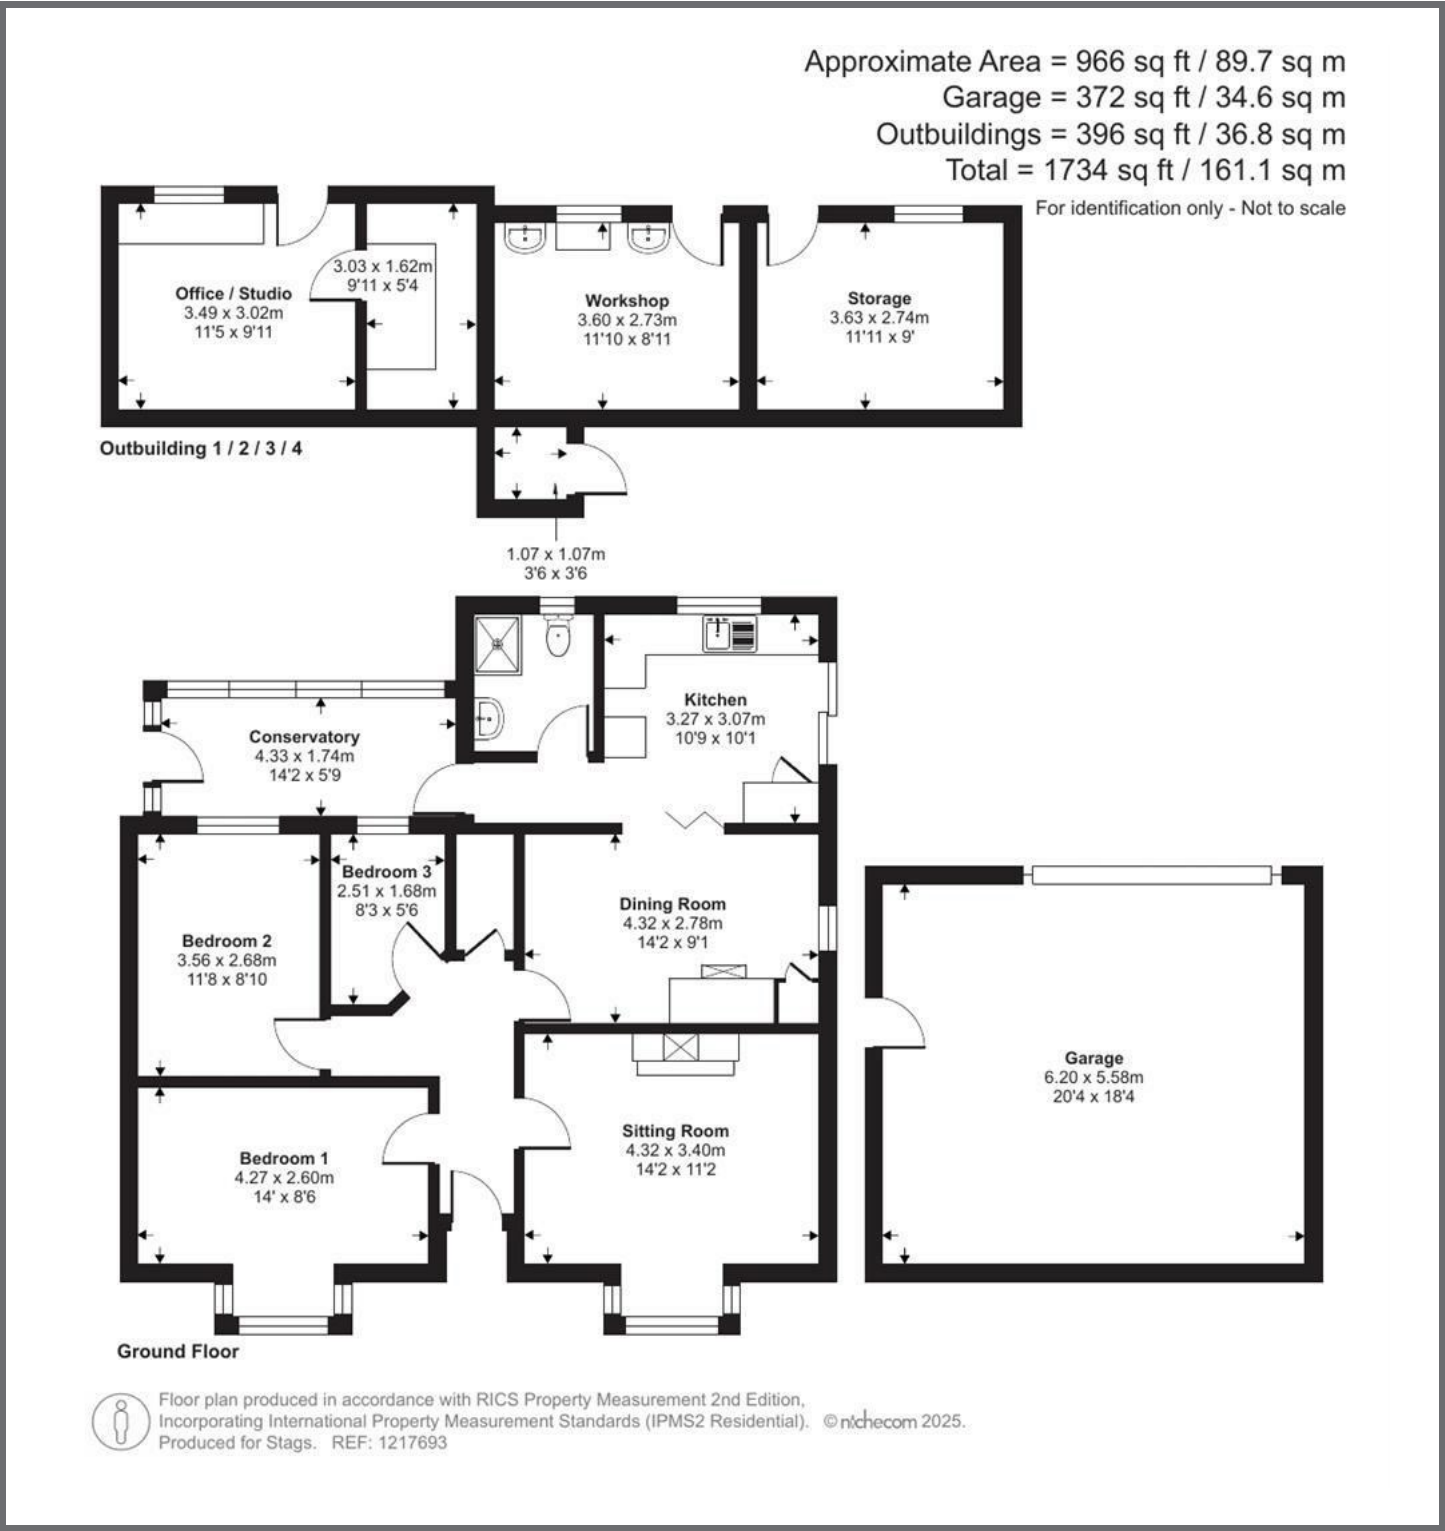 Approximate Area = 966 sq ft / 89.7 sq m
Garage = 372 sq ft / 34.6 sq m
Outbuildings = 396 sq ft / 36.8 sq m
Total = 1734 sq ft / 161.1 sq m
For identification only - Not to scale
Office / Studio
3.49 x 3.02m
11'5 x 9'11
3.03 x 1.62m
9'11 x 5'4
Workshop
3.60 x 2.73m
11'10 x 8'11
Storage
3.63 x 2.74m
11'11 x 9'
Outbuilding 1 / 2 / 3 / 4
1.07 x 1.07m
3'6 x 3'6
Kitchen
3.27 x 3.07m
10'9 x 10'1
Conservatory
4.33 x 1.74m
14'2 x 5'9
Bedroom 3
2.51 x 1.68m
8'3 x 5'6
Dining Room
4.32 x 2.78m
14'2 x 9'1
Bedroom 2
3.56 x 2.68m
11'8 x 8'10
Garage
6.20 x 5.58m
20'4 x 18'4
Sitting Room
4.32 x 3.40m
14'2 x 11'2
Bedroom 1
4.27 x 2.60m
14' x 8'6
Ground Floor
Floor plan produced in accordance with RICS Property Measurement 2nd Edition,
Incorporating International Property Measurement Standards (IPMS2 Residential). © nichecom 2025.
Produced for Stags. REF: 1217693